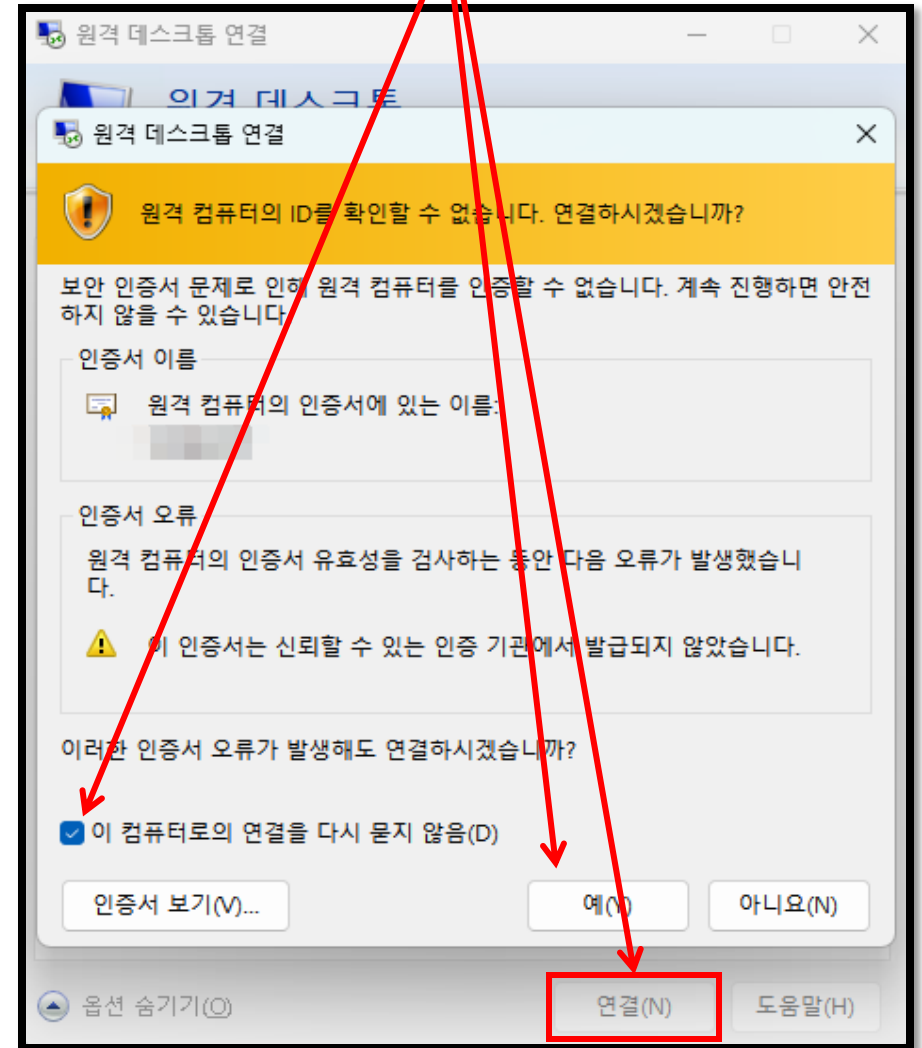 원격 데스크톱 연결
원격 데스크톱
원격 데스크톱 연결
원격 컴퓨터의 ID를 확인할 수 없습니다. 연결하시겠습니까?
보안 인증서 문제로 인해 원격 컴퓨터를 인증할 수 없습니다. 계속 진행하면 안전
하지 않을 수 있습니다.
인증서 이름
원격 컴퓨터의 인증서에 있는 이름:
인증서 오류
원격 컴퓨터의 인증서 유효성을 검사하는 동안 다음 오류가 발생했습니
다.
이 인증서는 신뢰할 수 있는 인증 기관에서 발급되지 않았습니다.
이러한 인증서 오류가 발생해도 연결하시겠습니까?
이 컴퓨터로의 연결을 다시 묻지 않음(D)
인증서 보기(V)...
예(Y)
아니요(N)
옵션 숨기기(O)
연결(N)
도움말(H)